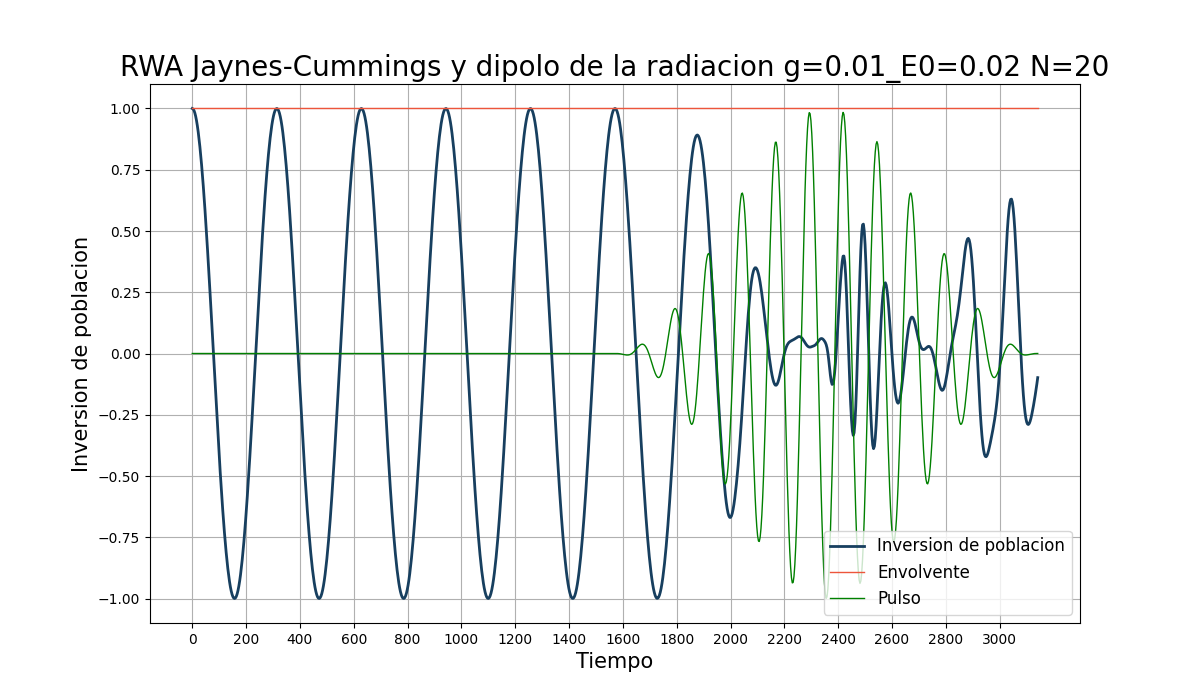 RWA Jaynes-Cummings y dipolo de la radiacion g=0.01_E0=0.02 N=20
1.00
0.75
0.50
0.25
0.00
−0.25
−0.50
−0.75
−1.00
Inversion de poblacion
Inversion de poblacion
Envolvente
Pulso
0 200 400 600 800 1000 1200 1400 1600 1800 2000 2200 2400 2600 2800 3000
Tiempo